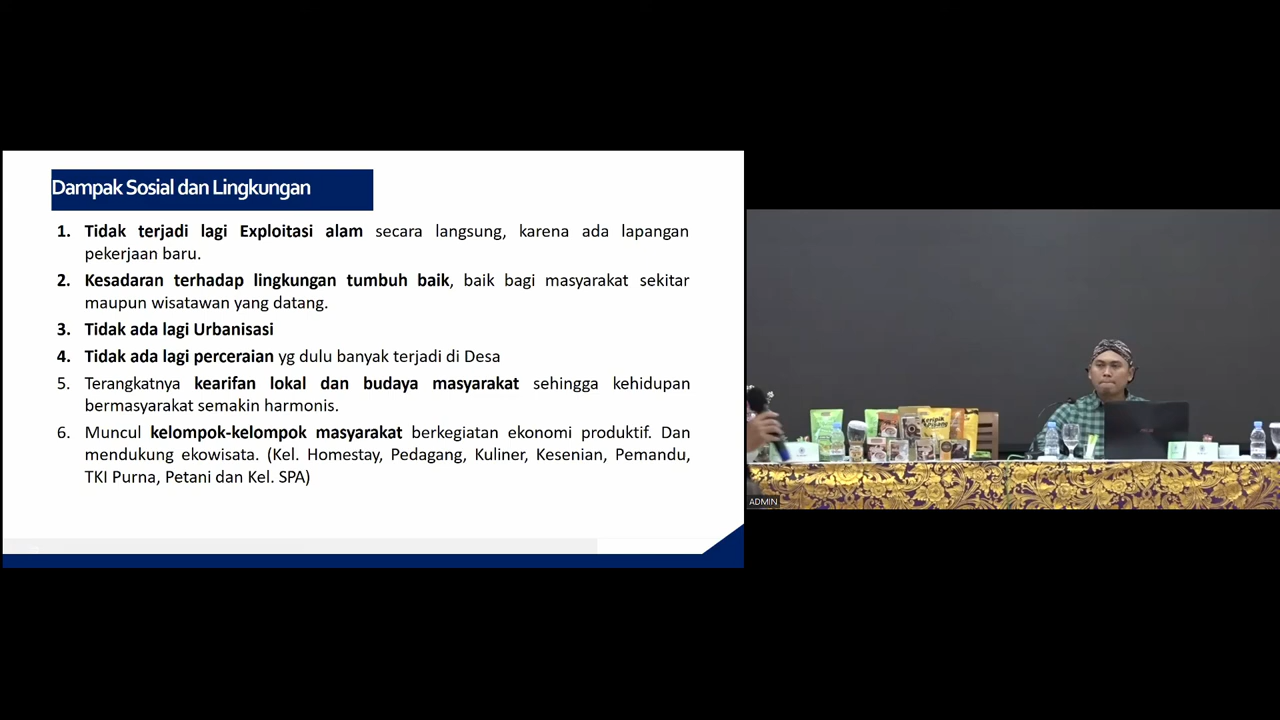 Dampak Sosial dan Lingkungan
1. Tidak terjadi lagi Exploitasi alam secara langsung, karena ada lapangan
pekerjaan baru.
2. Kesadaran terhadap lingkungan tumbuh baik, baik bagi masyarakat sekitar
maupun wisatawan yang datang.
3. Tidak ada lagi Urbanisasi
4. Tidak ada lagi perceraian yg dulu banyak terjadi di Desa
5. Terangkatnya kearifan lokal dan budaya masyarakat sehingga kehidupan
bermasyarakat semakin harmonis.
6. Muncul kelompok-kelompok masyarakat berkegiatan ekonomi produktif. Dan
mendukung ekowisata. (Kel. Homestay, Pedagang, Kuliner, Kesenian, Pemandu,
TKI Purna, Petani dan Kel. SPA)
Keripik
Pisang
ADMIN